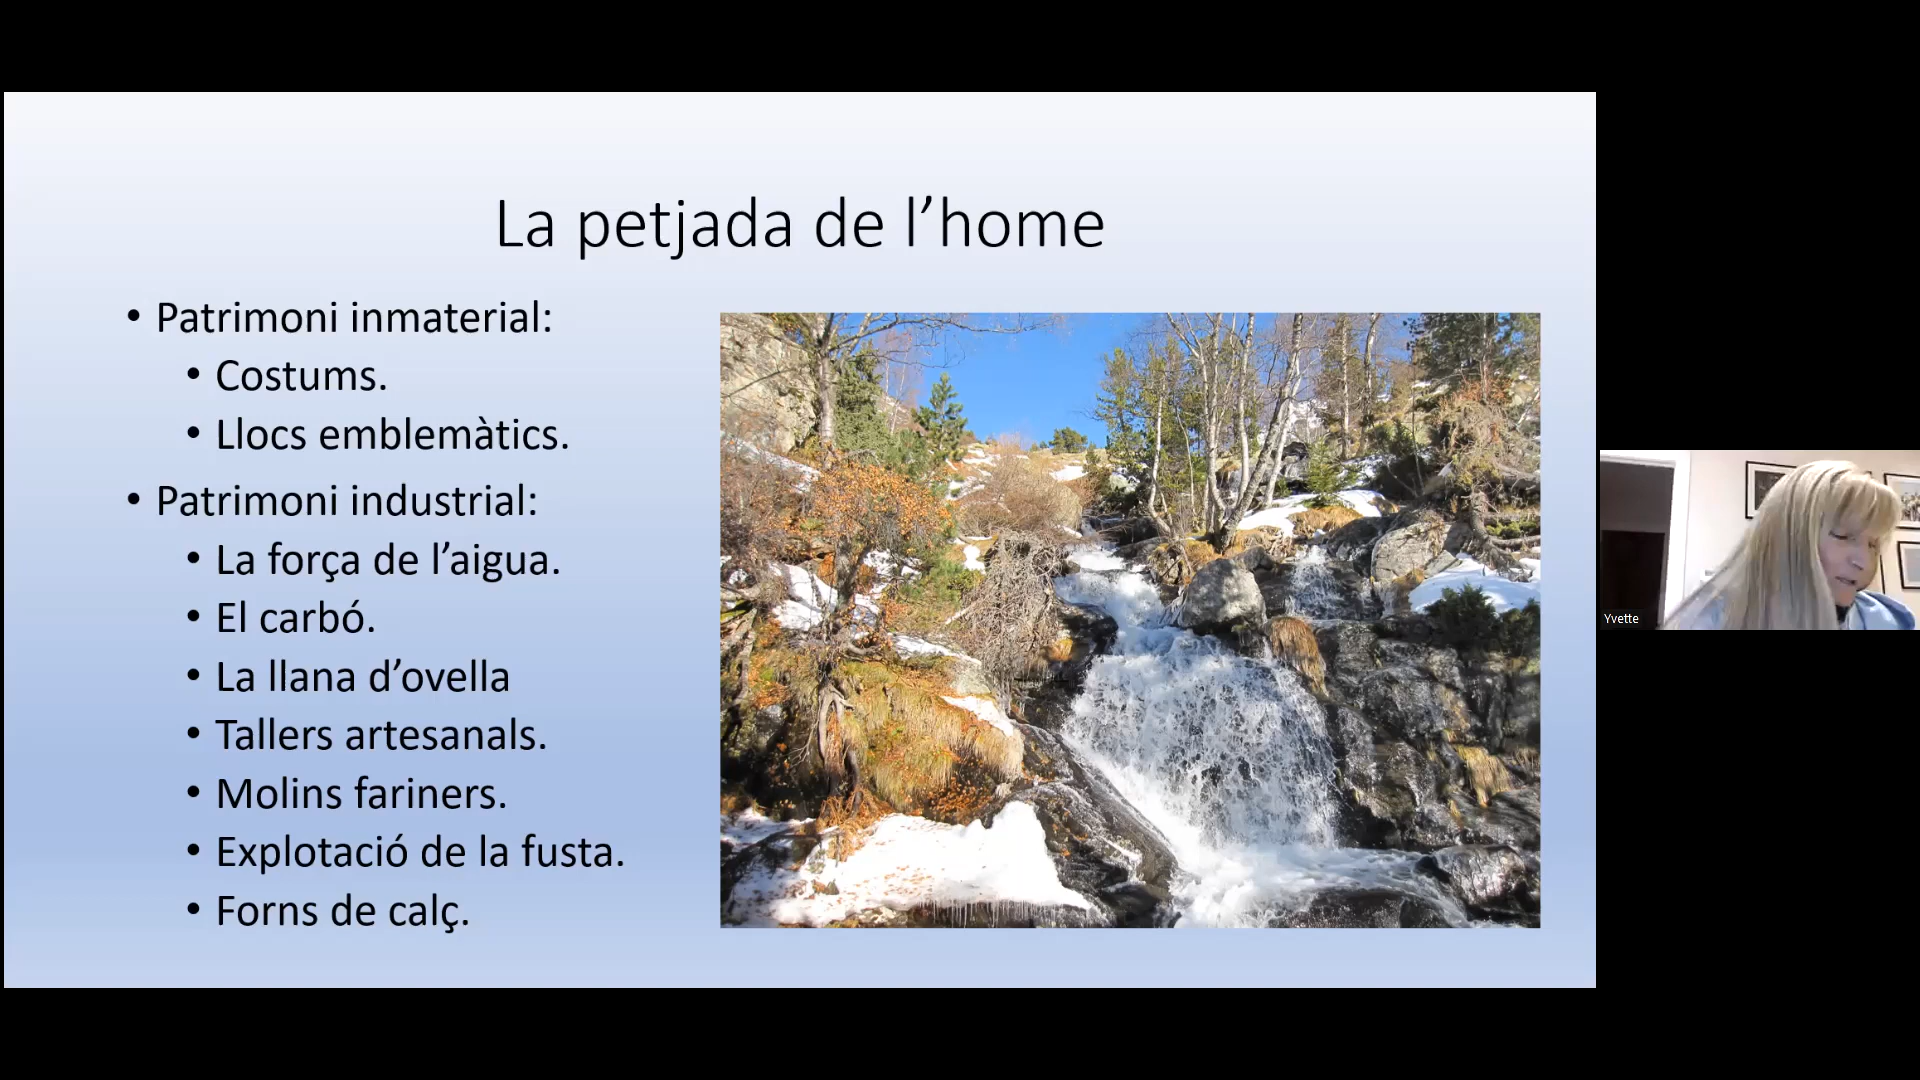 La petjada de l’home
• Patrimoni inmaterial:
• Costums.
• Llocs emblemàtics.
• Patrimoni industrial:
• La força de l’aigua.
• El carbó.
• La llana d’ovella
• Tallers artesanals.
• Molins fariners.
• Explotació de la fusta.
• Forns de calç.
Yvette